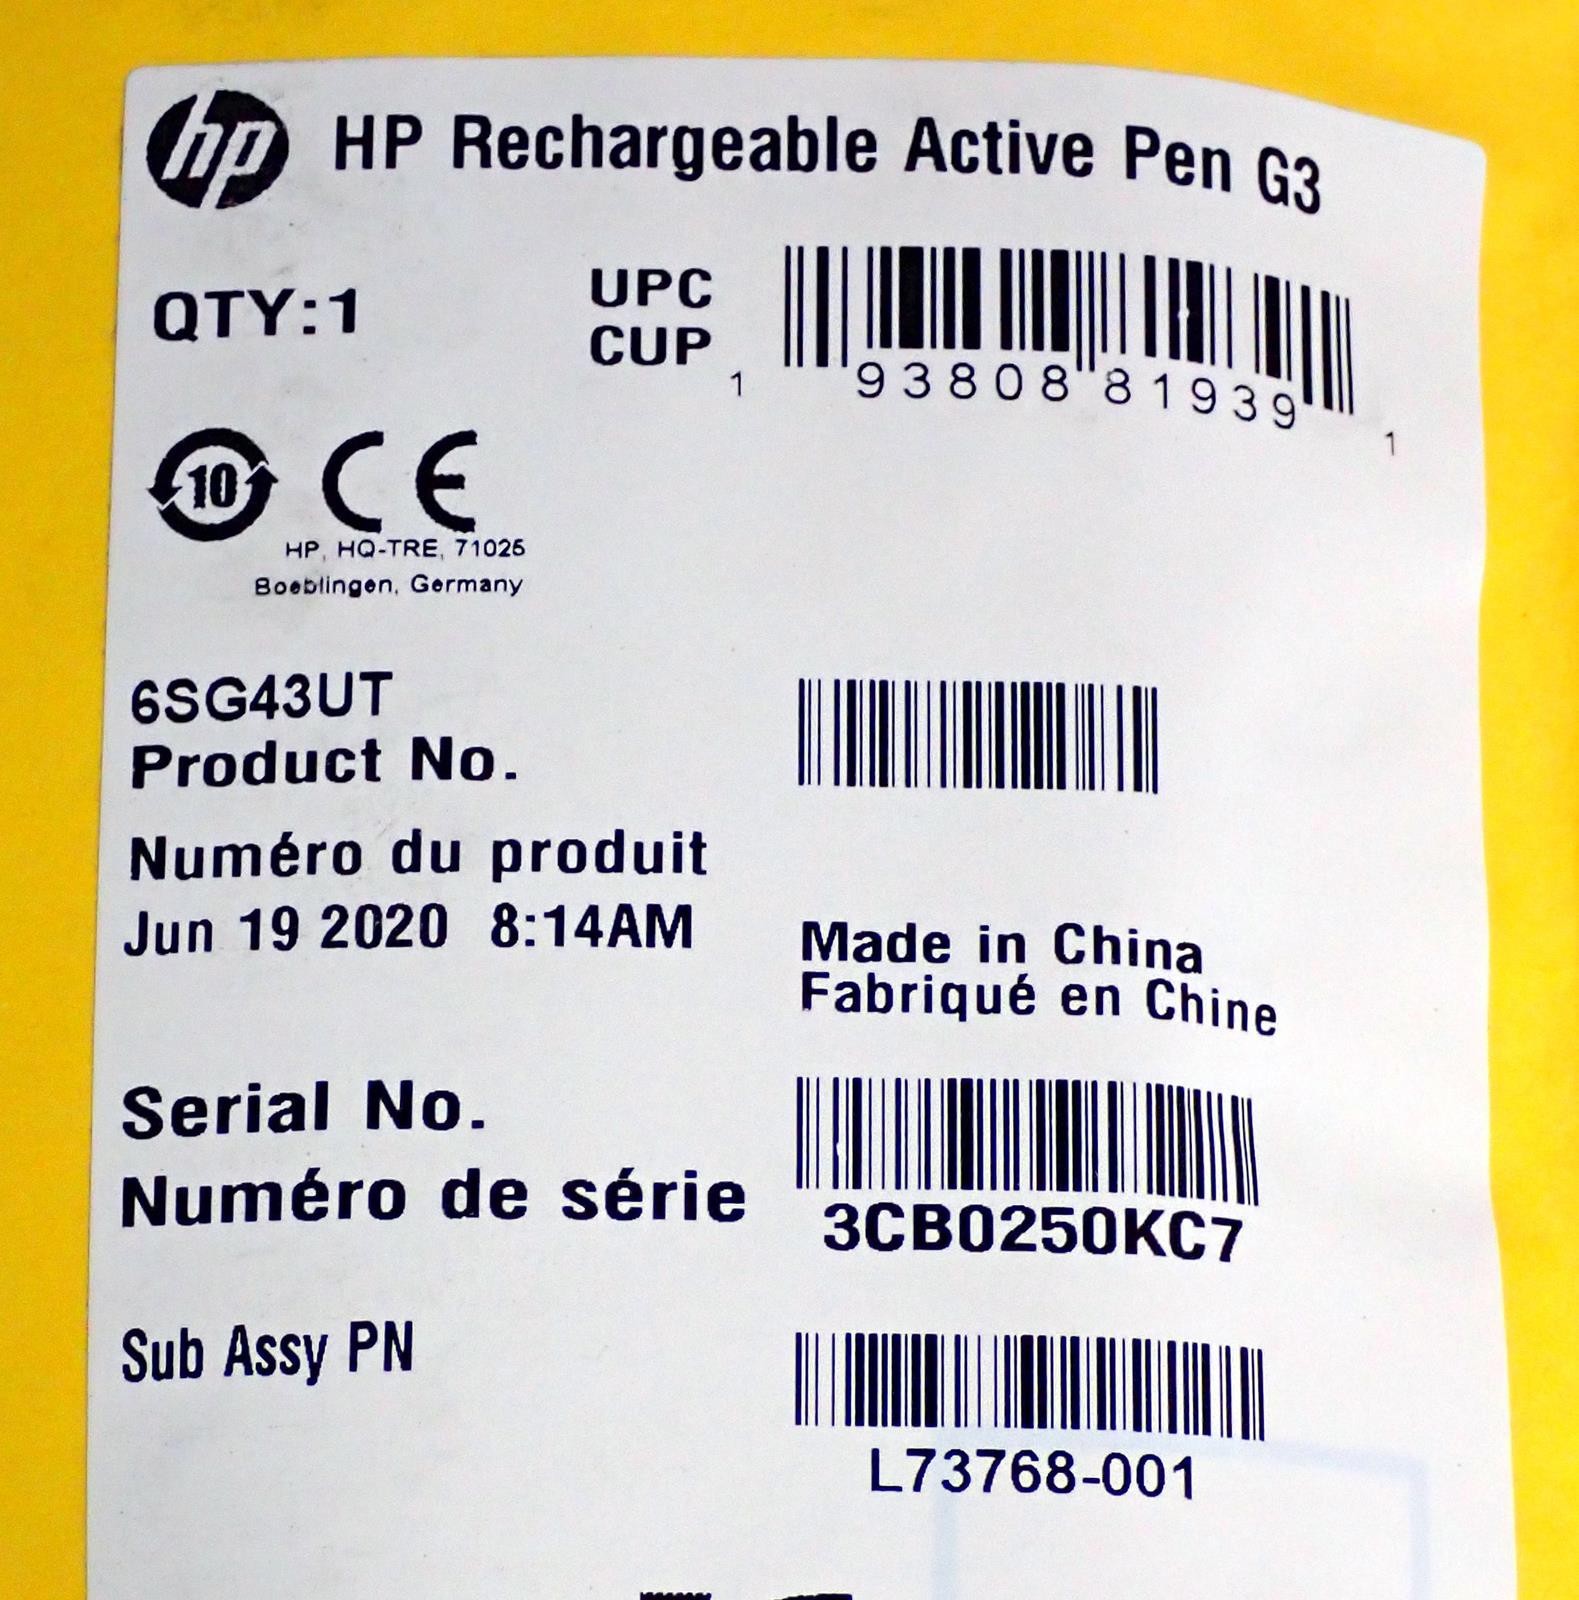 hp HP Rechargeable Active Pen G3
QTY:1
UPC
CUP
1 93808 81939 1
10 CE
HP, HQ-TRE, 71025
Boeblingen, Germany
6SG43UT
Product No.
Numéro du produit
Jun 19 2020 8:14AM
Made in China
Fabriqué en Chine
Serial No.
Numéro de série
3CB0250KC7
Sub Assy PN
L73768-001